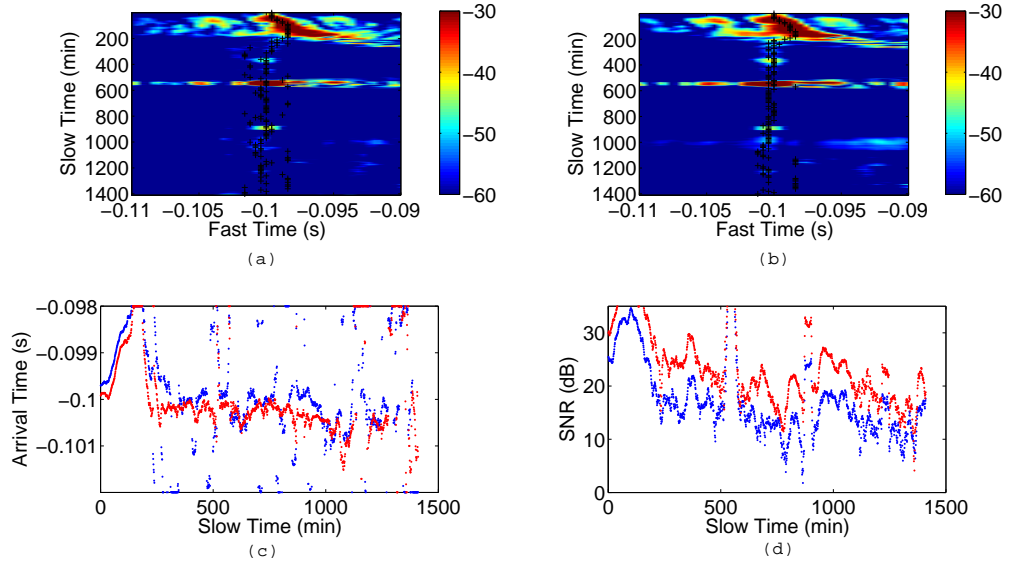 200
400
600
800
1000
1200
1400
Slow Time (min)
−0.11 −0.105 −0.1 −0.095 −0.09
Fast Time (s)
−30
−40
−50
−60
(a)
200
400
600
800
1000
1200
1400
Slow Time (min)
−0.11 −0.105 −0.1 −0.095 −0.09
Fast Time (s)
−30
−40
−50
−60
(b)
−0.098
−0.099
−0.1
−0.101
Arrival Time (s)
0 500 1000 1500
Slow Time (min)
(c)
30
20
10
0
SNR (dB)
0 500 1000 1500
Slow Time (min)
(d)